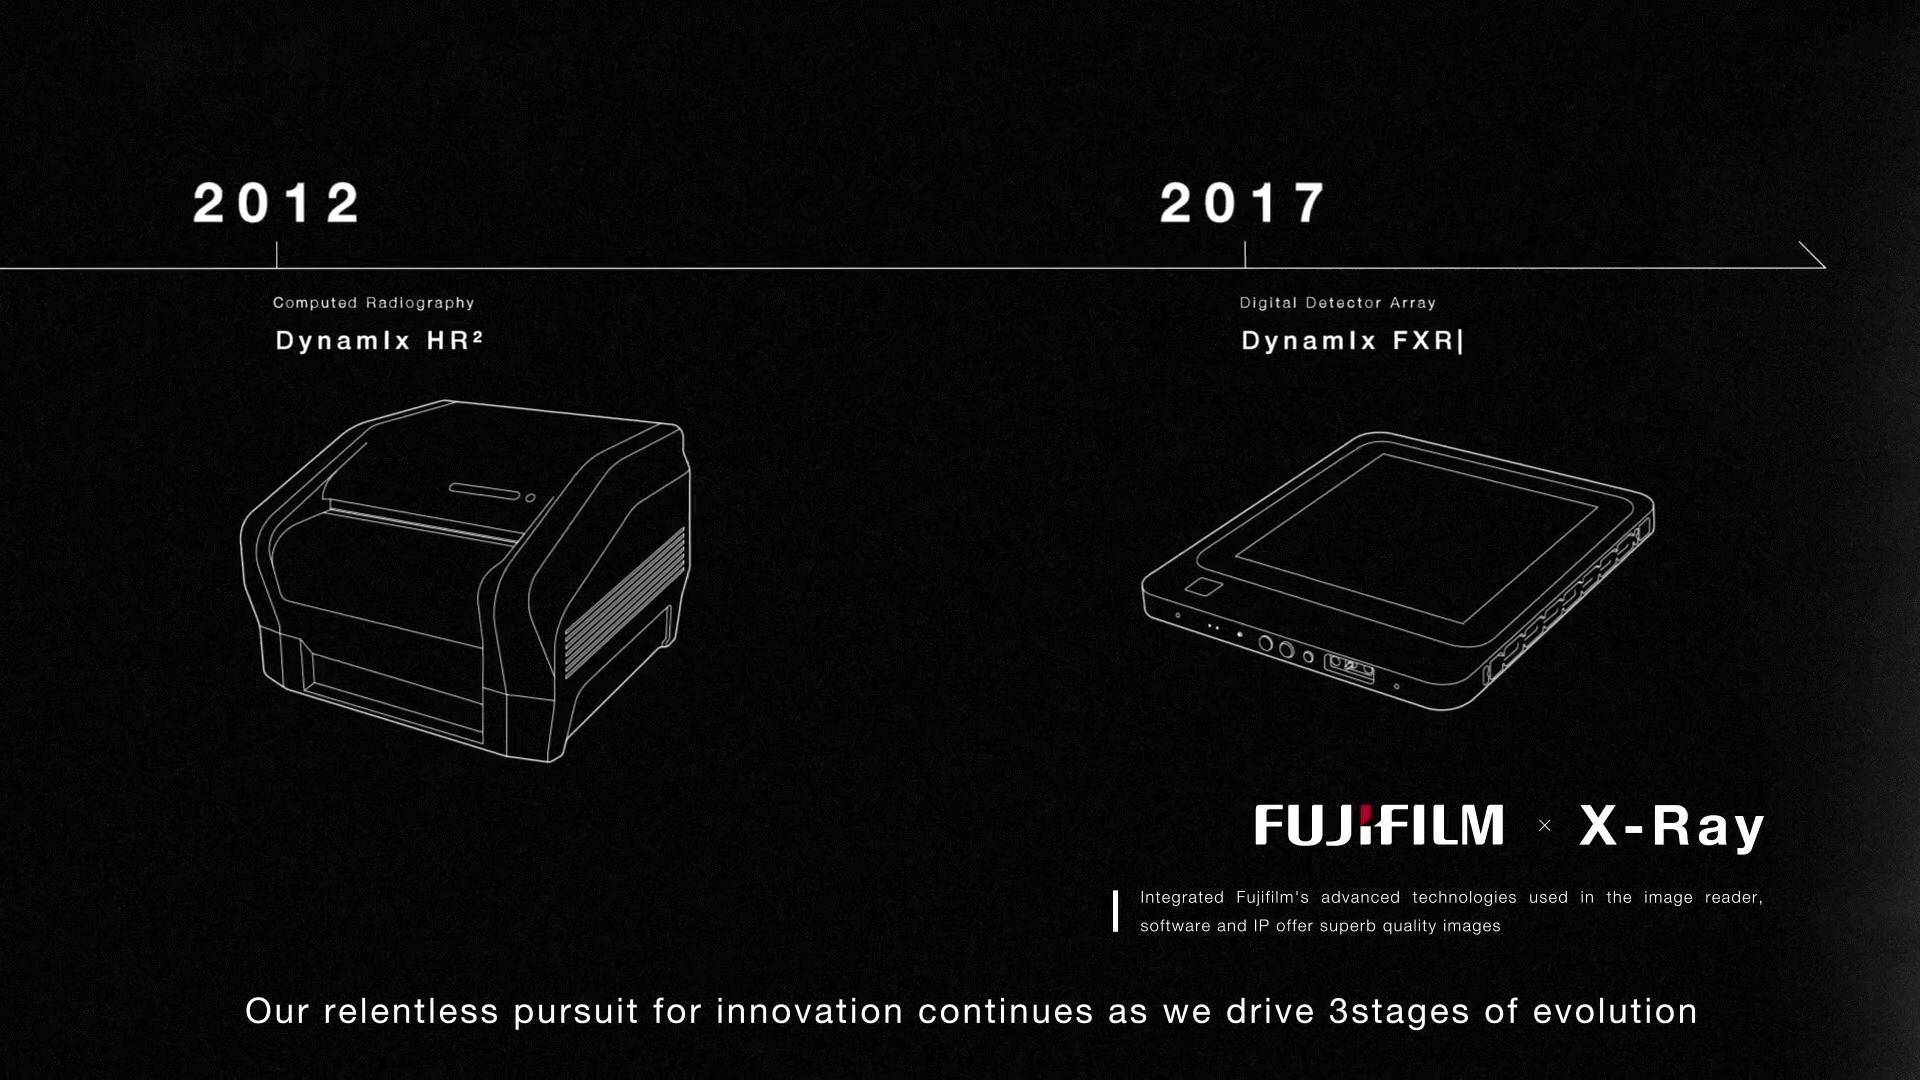 2012
2017
Computed Radiography
DynamIx HR²
Digital Detector Array
DynamIx FXR|
FUJIFILM × X-Ray
Integrated Fujifilm's advanced technologies used in the image reader,
software and IP offer superb quality images
Our relentless pursuit for innovation continues as we drive 3stages of evolution